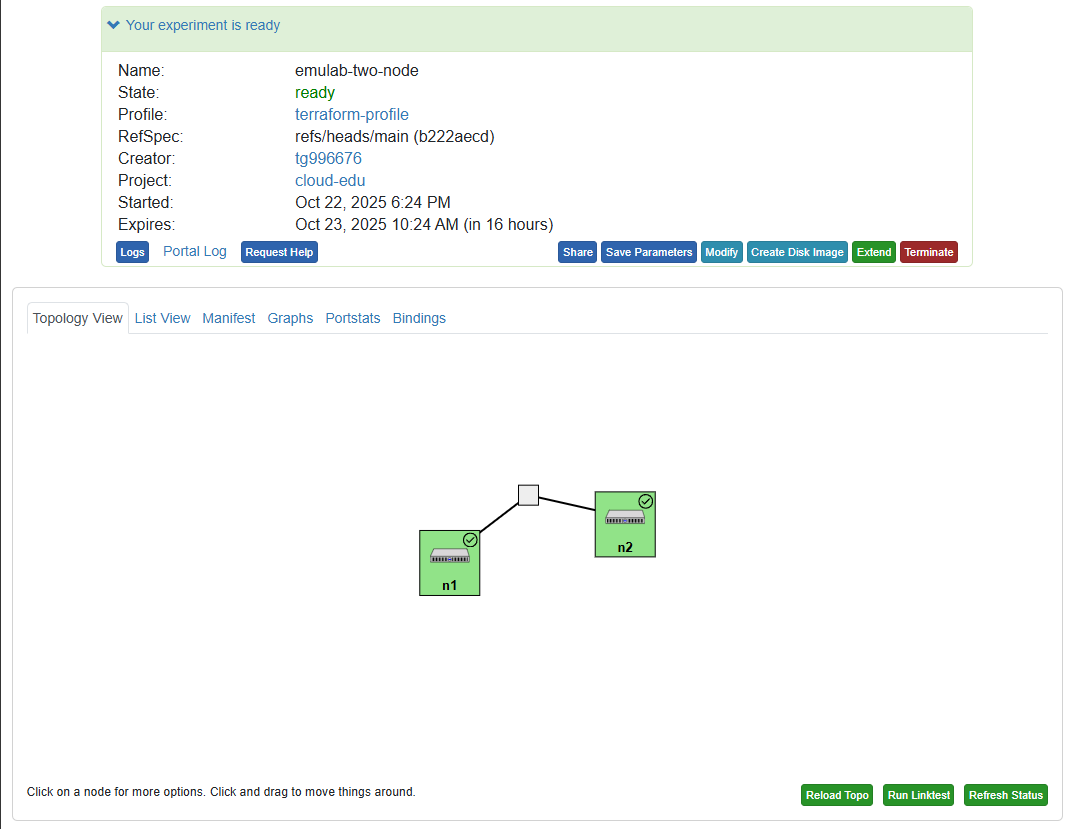 Your experiment is ready
Name: emulab-two-node
State: ready
Profile: terraform-profile
RefSpec: refs/heads/main (b222aecd)
Creator: tg996676
Project: cloud-edu
Started: Oct 22, 2025 6:24 PM
Expires: Oct 23, 2025 10:24 AM (in 16 hours)
Logs Portal Log Request Help Share Save Parameters Modify Create Disk Image Extend Terminate
Topology View List View Manifest Graphs Portstats Bindings
n2
n1
Click on a node for more options. Click and drag to move things around.
Reload Topo Run Linktest Refresh Status